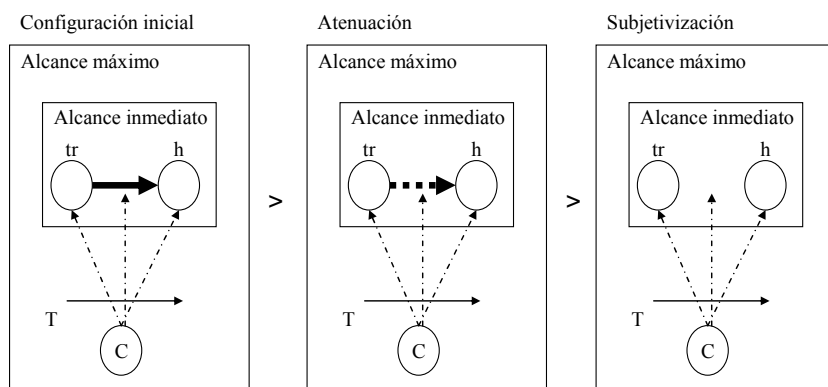 Configuración inicial
Atenuación
Subjetivización
Alcance máximo
Alcance máximo
Alcance máximo
Alcance inmediato
Alcance inmediato
Alcance inmediato
tr h
tr h
tr h
>
>
T
T
T
C
C
C